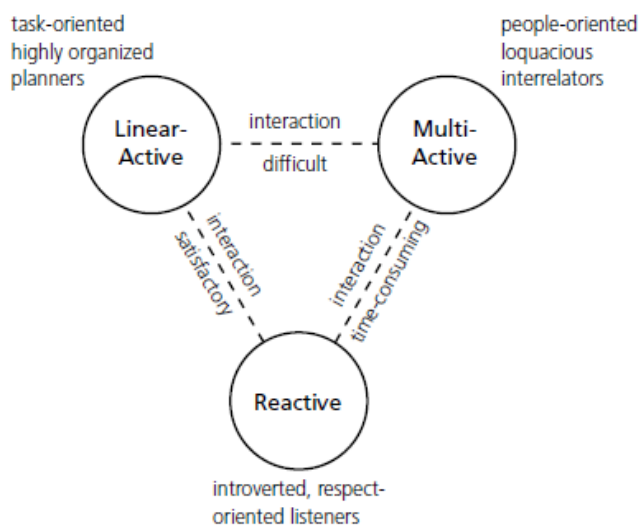 task-oriented
highly organized
planners
people-oriented
loquacious
interrelators
Linear-
Active
interaction
difficult
Multi-
Active
interaction
satisfactory
interaction
time-consuming
Reactive
introverted, respect-
oriented listeners